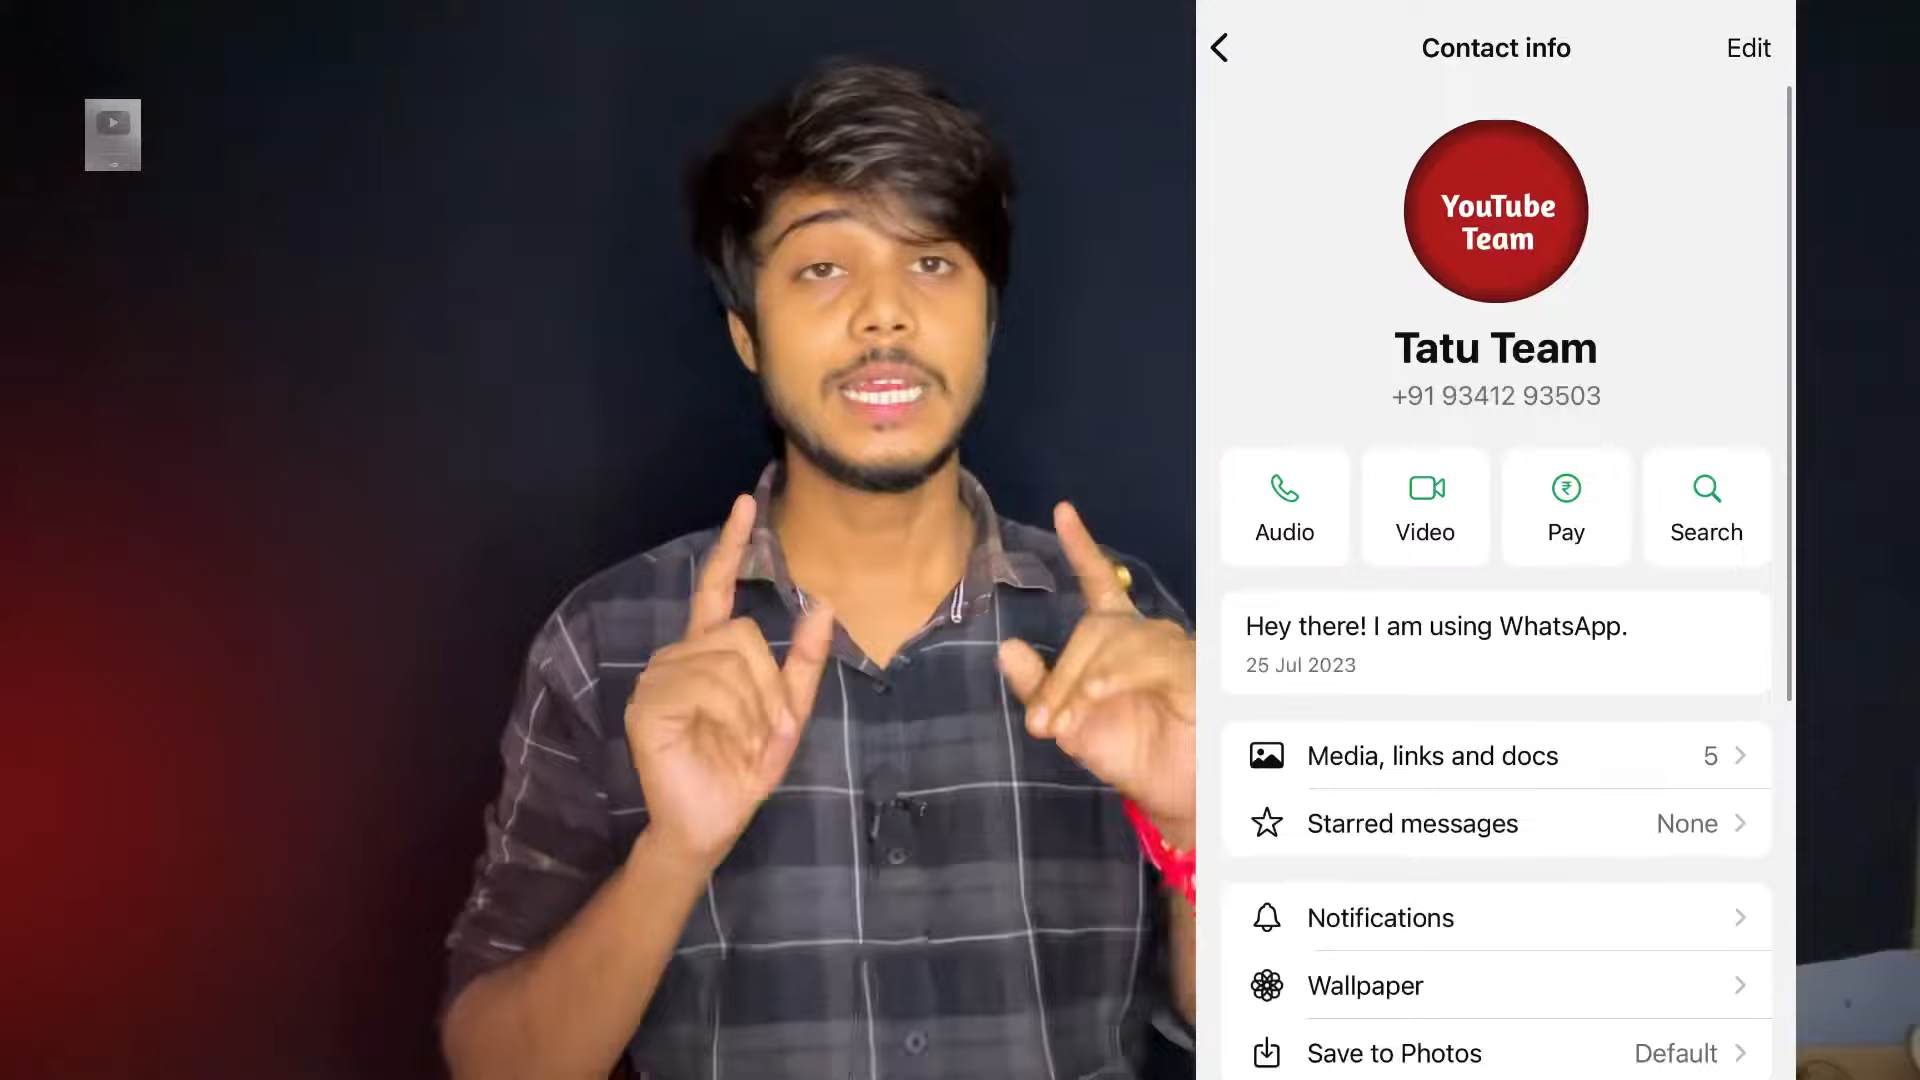 Contact info
Edit
YouTube
Team
Tatu Team
+91 93412 93503
Audio
Video
Pay
Search
Hey there! I am using WhatsApp.
25 Jul 2023
Media, links and docs
5
Starred messages
None
Notifications
Wallpaper
Save to Photos
Default